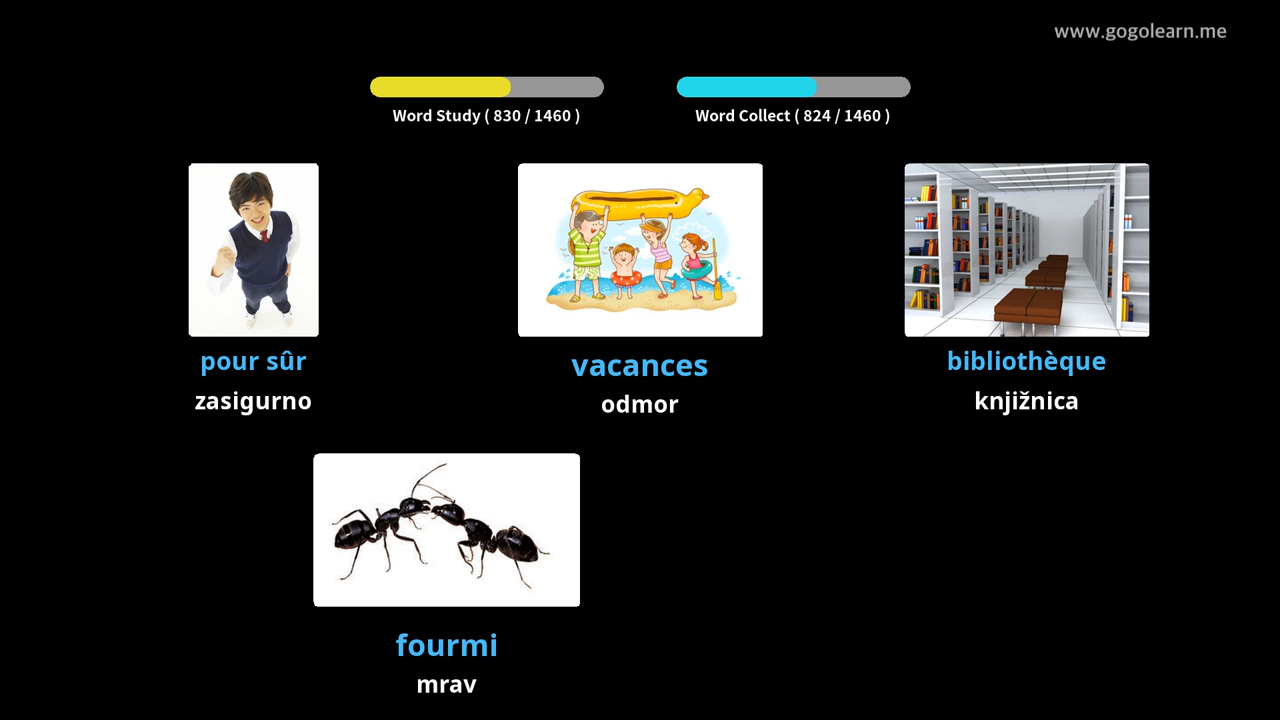 www.gogolearn.me
Word Study ( 830 / 1460 )
Word Collect ( 824 / 1460 )
pour sûr
zasigurno
vacances
odmor
bibliothèque
knjižnica
fourmi
mrav